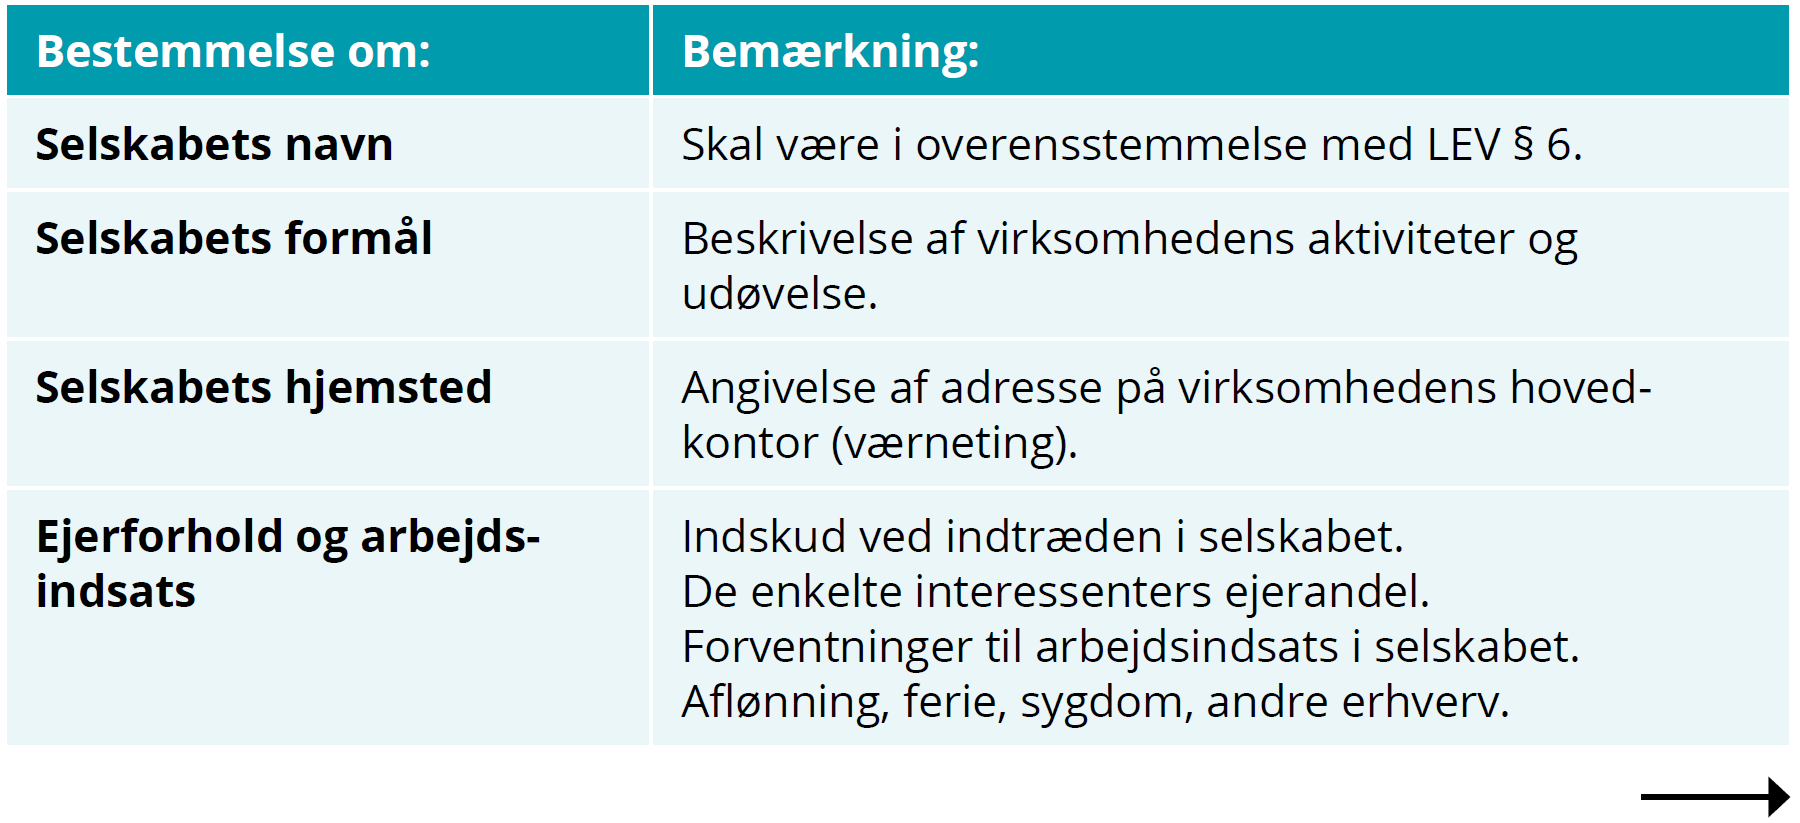 Bestemmelse om:
Bemærkning:
Selskabets navn
Skal være i overensstemmelse med LEV § 6.
Selskabets formål
Beskrivelse af virksomhedens aktiviteter og
udøvelse.
Selskabets hjemsted
Angivelse af adresse på virksomhedens hoved-
kontor (værneting).
Ejerforhold og arbejds-
indsats
Indskud ved indtræden i selskabet.
De enkelte interessenters ejerandel.
Forventninger til arbejdsindsats i selskabet.
Aflønning, ferie, sygdom, andre erhverv.